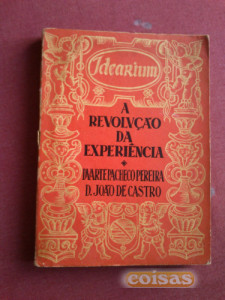 Idearium
A
REVOLUÇÃO
DA
EXPERIÊNCIA
DUARTE PACHECO PEREIRA
D. JOÃO DE CASTRO
coisas